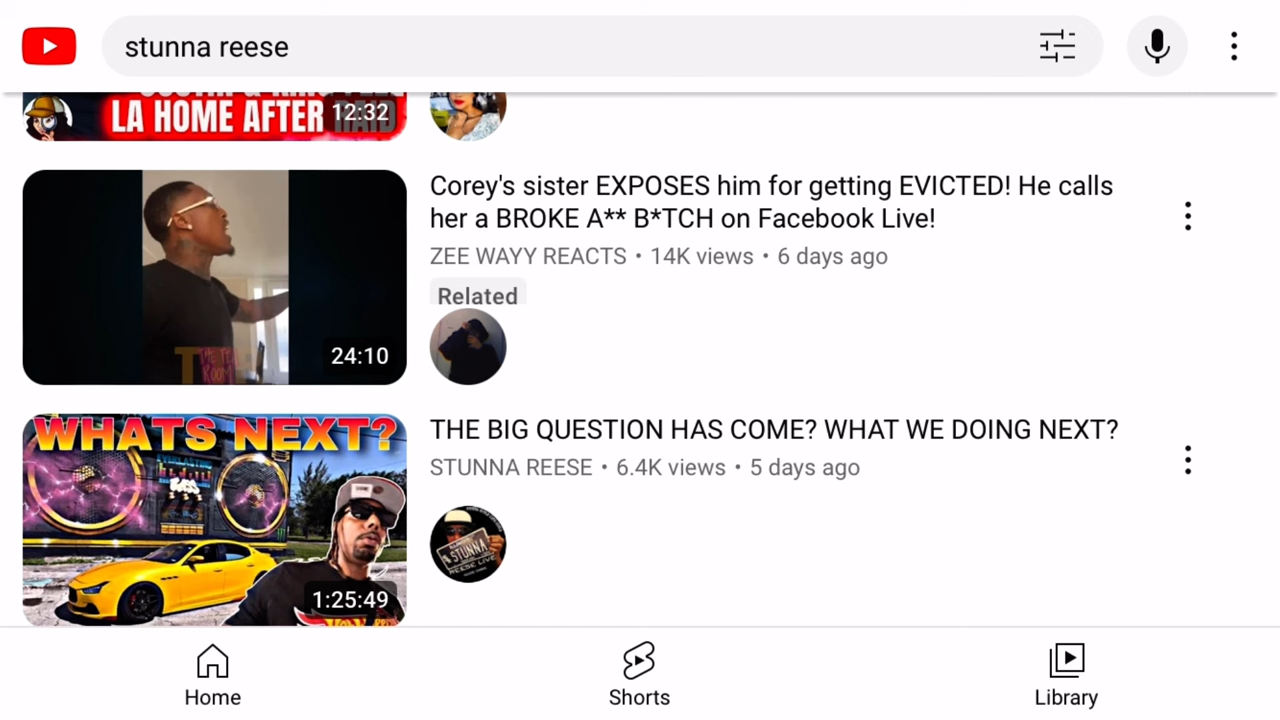 stunna reese
LA HOME AFTER RAID
12:32
Corey's sister EXPOSES him for getting EVICTED! He calls
her a BROKE A** B*TCH on Facebook Live!
ZEE WAYY REACTS • 14K views • 6 days ago
Related
24:10
WHATS NEXT?
1:25:49
THE BIG QUESTION HAS COME? WHAT WE DOING NEXT?
STUNNA REESE • 6.4K views • 5 days ago
STUNNA
REESE LIVE
Home
Shorts
Library